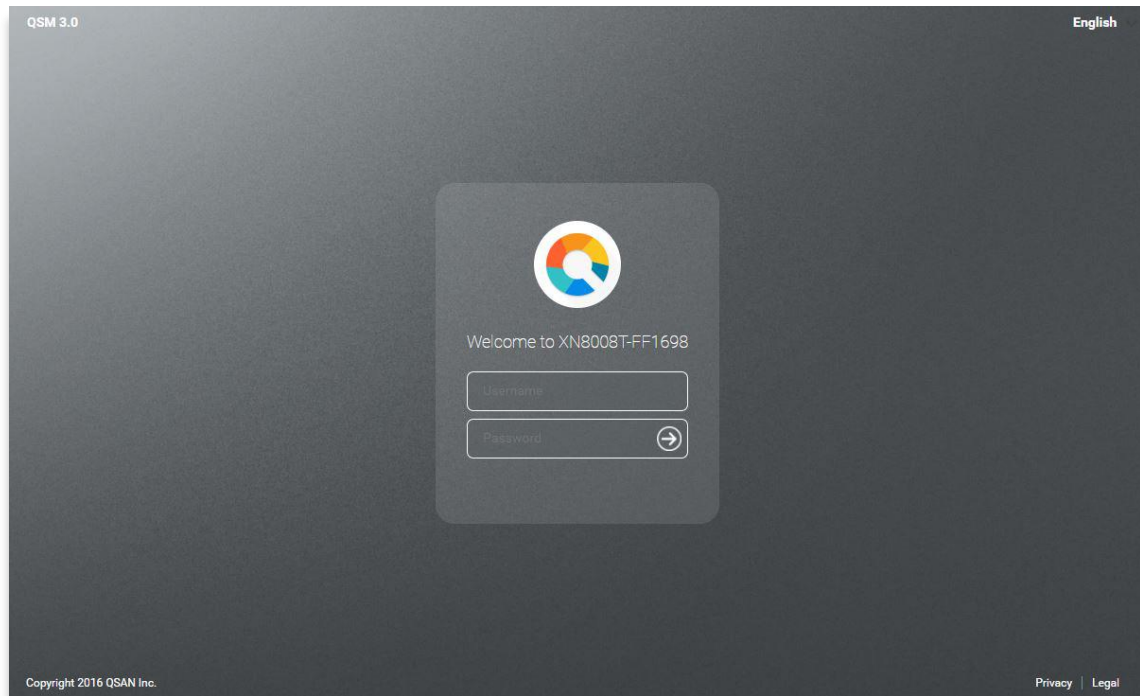 QSM 3.0
English
Welcome to XN8008T-FF1698
Username
Password
Copyright 2016 QSAN Inc.
Privacy | Legal